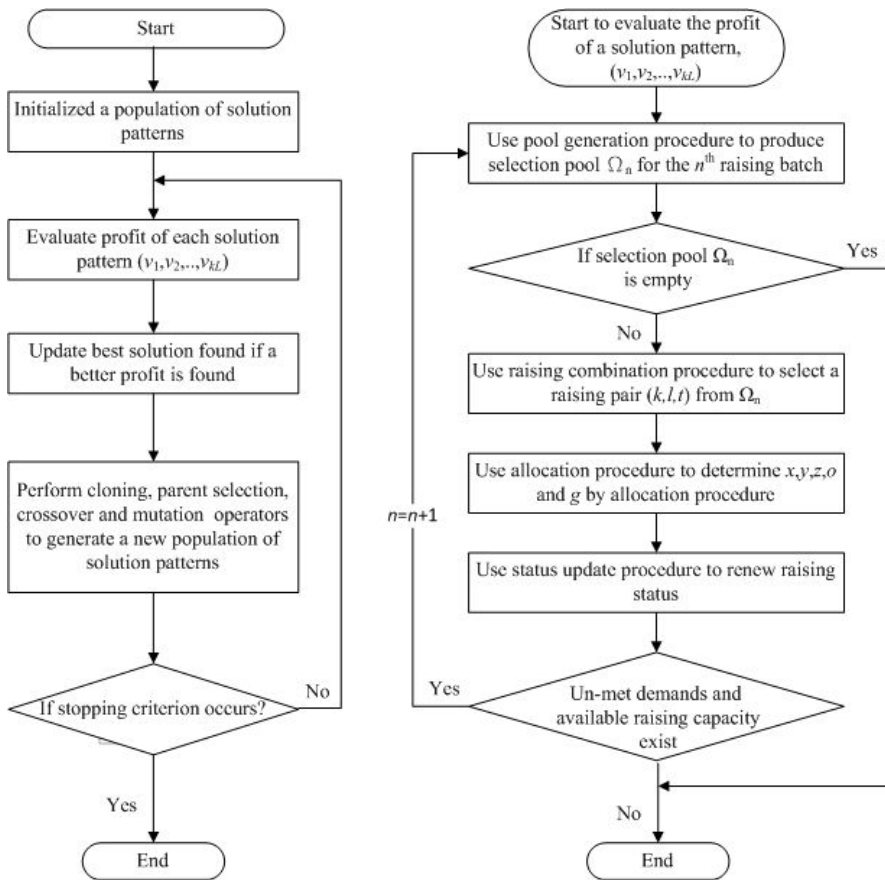 Start
Initialized a population of solution
patterns
Evaluate profit of each solution
pattern (v1,v2,..,vkL)
Update best solution found if a
better profit is found
Perform cloning, parent selection,
crossover and mutation operators
to generate a new population of
solution patterns
If stopping criterion occurs?
No
Yes
End
Start to evaluate the profit
of a solution pattern,
(v1,v2,..,vkL)
Use pool generation procedure to produce
selection pool Ωn for the nth raising batch
If selection pool Ωn
is empty
Yes
No
Use raising combination procedure to select a
raising pair (k,l,t) from Ωn
Use allocation procedure to determine x,y,z,o
and g by allocation procedure
n=n+1
Use status update procedure to renew raising
status
Yes
Un-met demands and
available raising capacity
exist
No
End